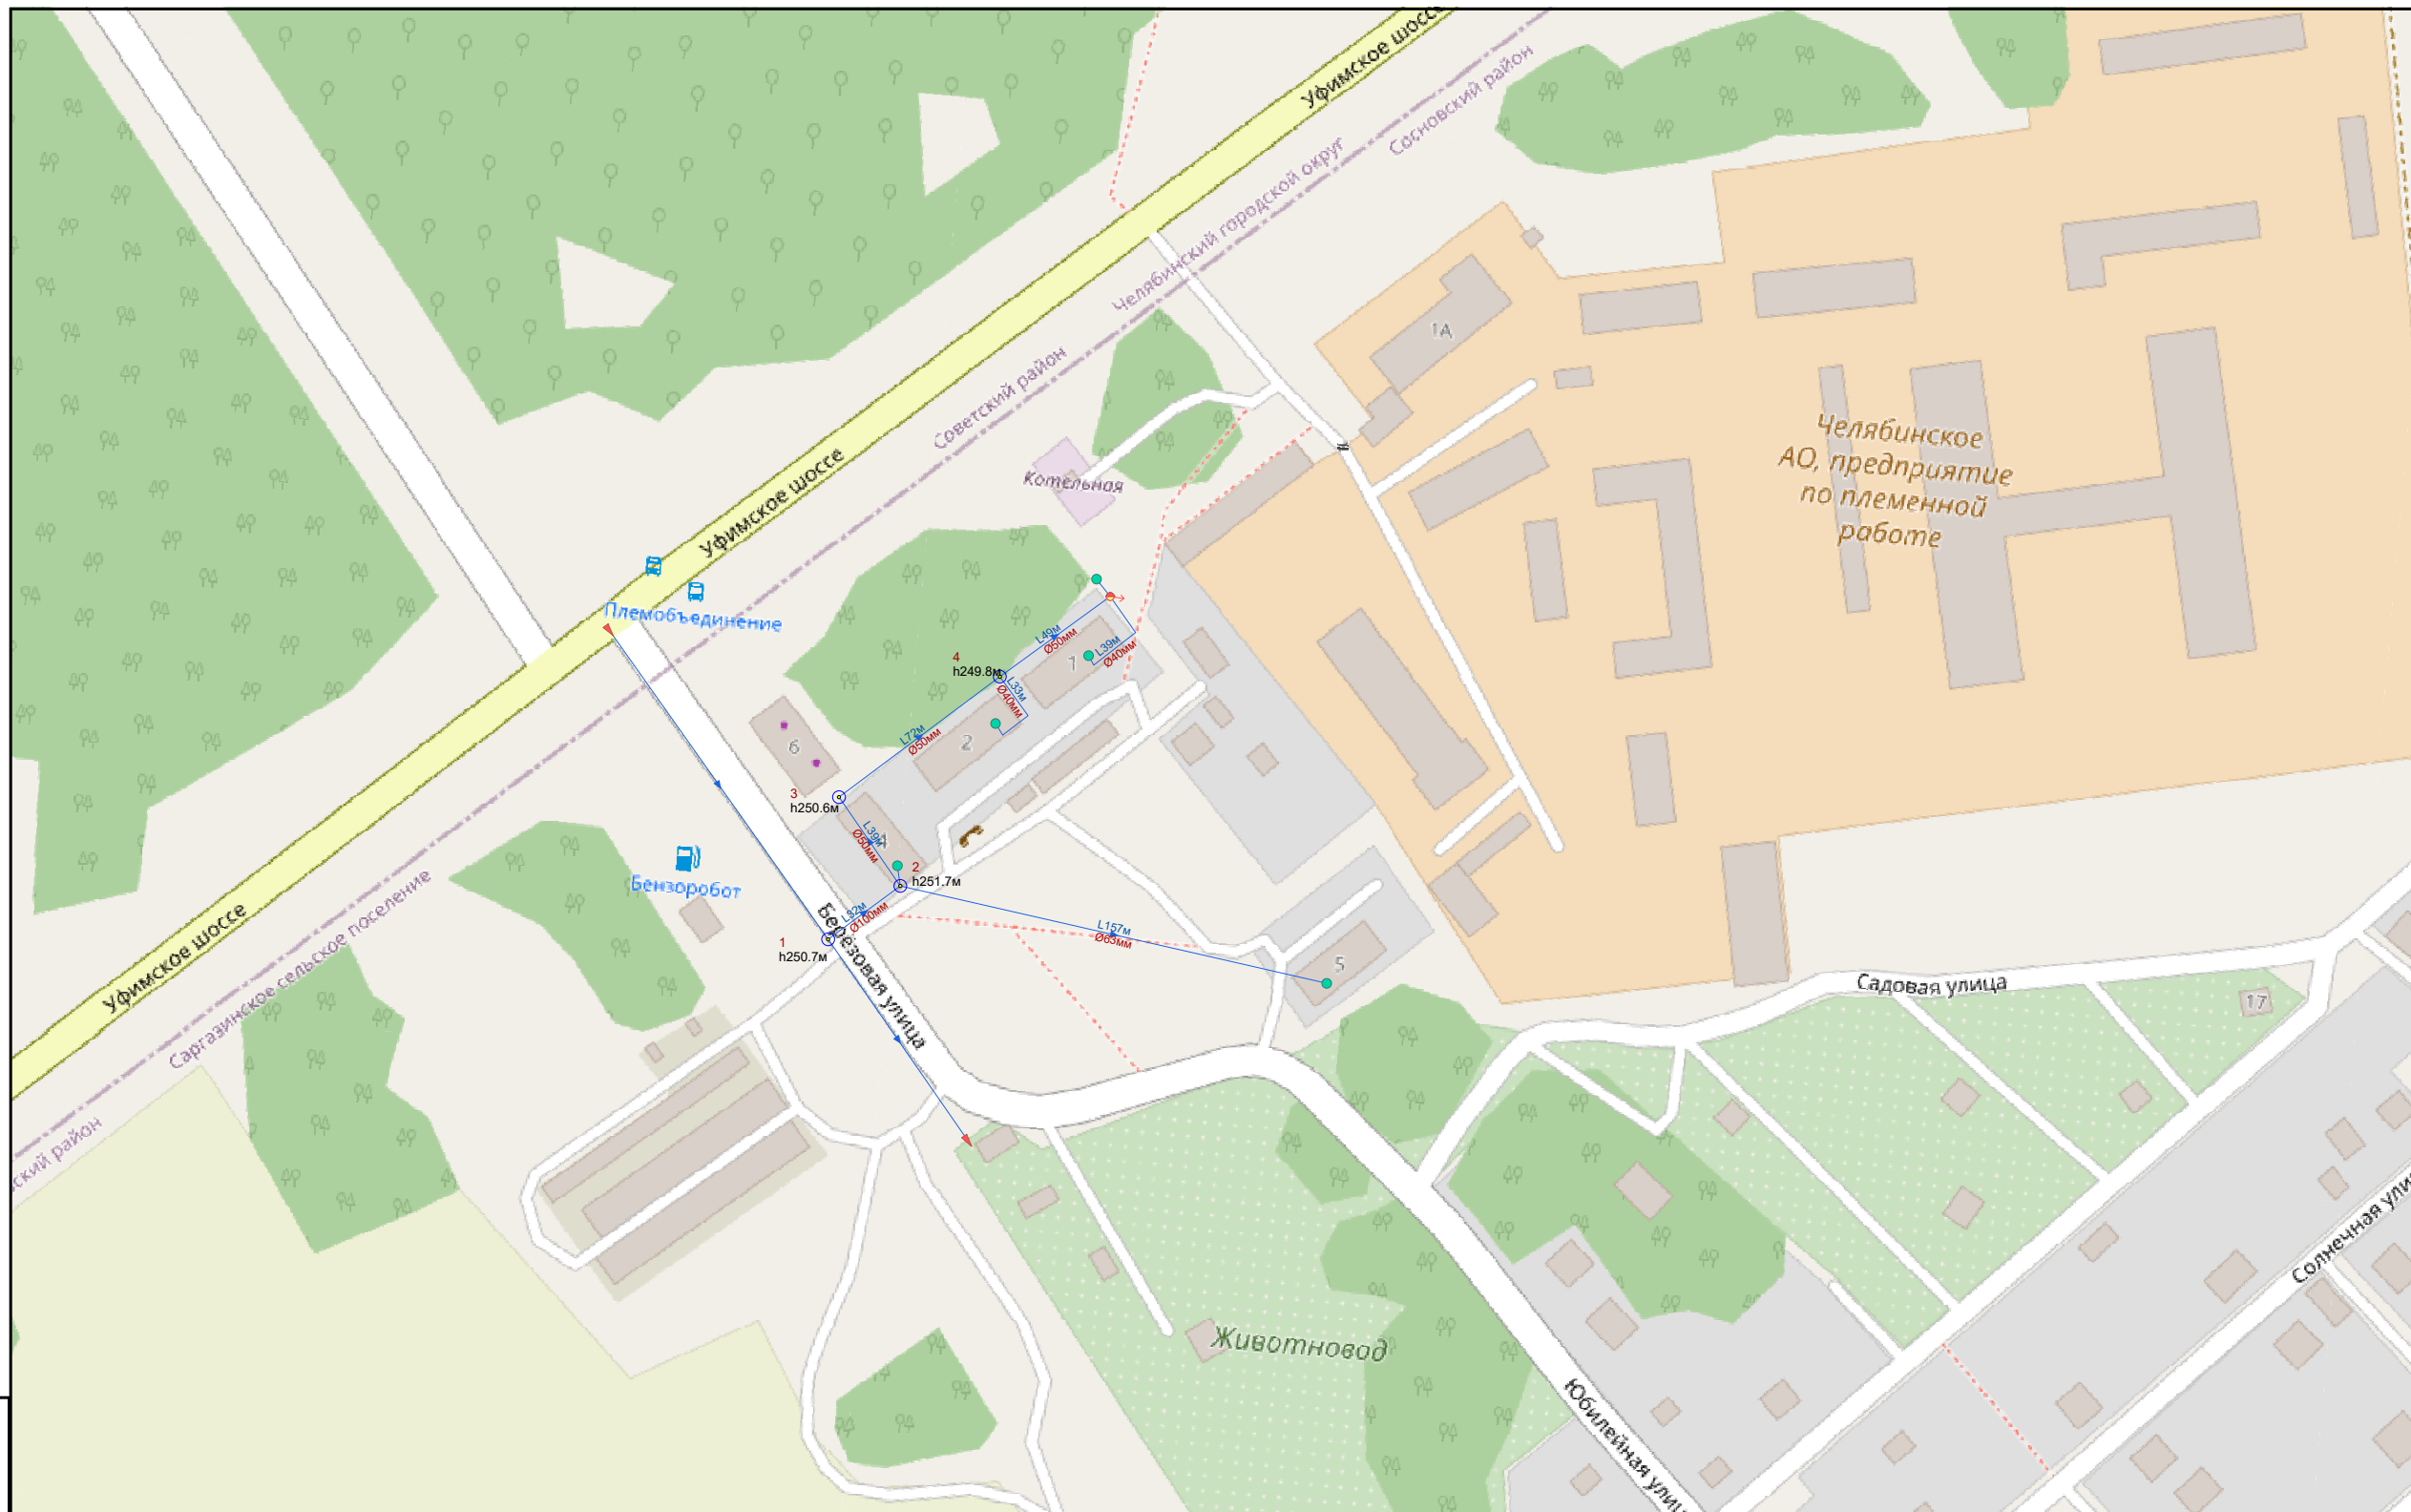 Уфимское шоссе
Сосновский район
Челябинский городской округ
1А
Советский район
Челябинское
АО, предприятие
по племенной
работе
Котельная
Уфимское шоссе
Племобъединение
L49м
Ø50мм
L39м
Ø40мм
1
4
h249.8м
L33м
Ø40мм
L72м
Ø50мм
2
6
3
h250.6м
L39м
Ø50мм
2
h251.7м
Бензоробот
L32м
Ø100мм
1
h250.7м
L157м
Ø63мм
5
Березовая улица
Уфимское шоссе
Саргазинское сельское поселение
ский район
Садовая улица
17
Солнечная ули
Животновод
Юбилейная улиц